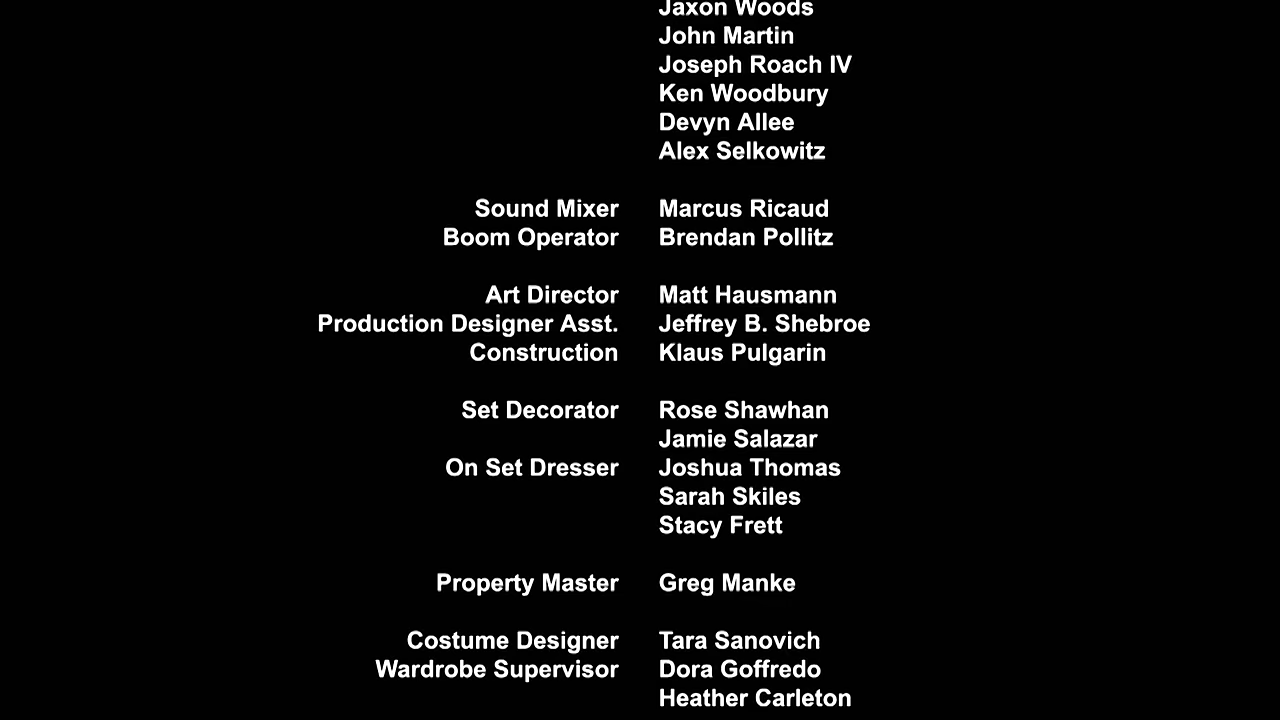 Jaxon Woods
John Martin
Joseph Roach IV
Ken Woodbury
Devyn Allee
Alex Selkowitz
Sound Mixer Marcus Ricaud
Boom Operator Brendan Pollitz
Art Director Matt Hausmann
Production Designer Asst. Jeffrey B. Shebroe
Construction Klaus Pulgarin
Set Decorator Rose Shawhan
Jamie Salazar
On Set Dresser Joshua Thomas
Sarah Skiles
Stacy Frett
Property Master Greg Manke
Costume Designer Tara Sanovich
Wardrobe Supervisor Dora Goffredo
Heather Carleton